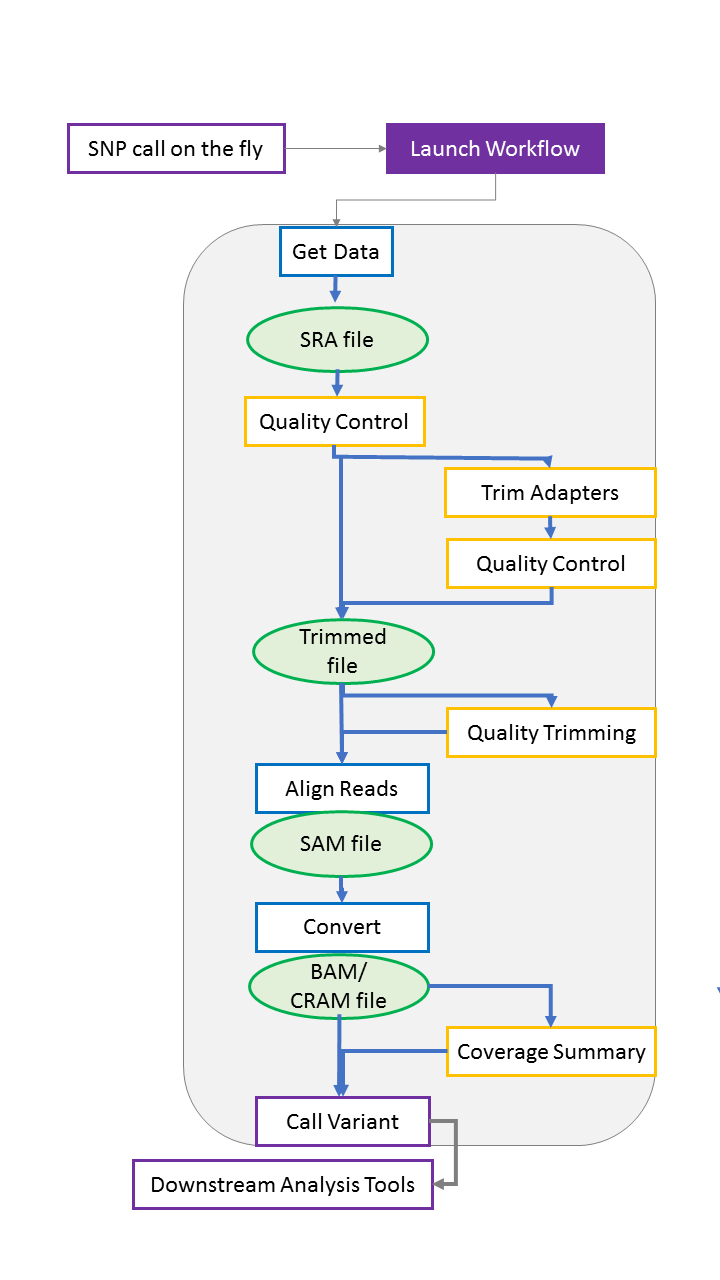 SNP call on the fly
Launch Workflow
Get Data
SRA file
Quality Control
Trim Adapters
Quality Control
Trimmed
file
Quality Trimming
Align Reads
SAM file
Convert
BAM/
CRAM file
Coverage Summary
Call Variant
Downstream Analysis Tools